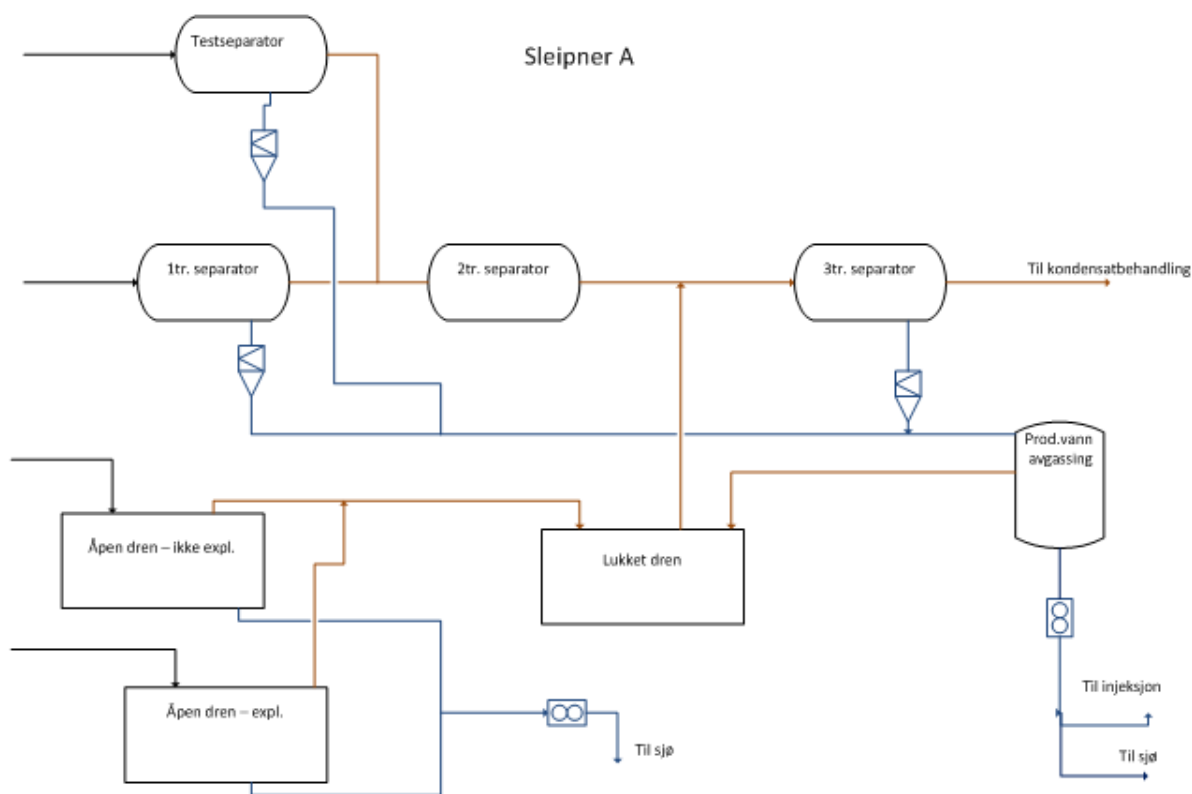 Testseparator
Sleipner A
1tr. separator
2tr. separator
3tr. separator
Til kondensatbehandling
Prod.vann
avgassing
Åpen dren – ikke expl.
Lukket dren
Til injeksjon
Åpen dren – expl.
Til sjø
Til sjø